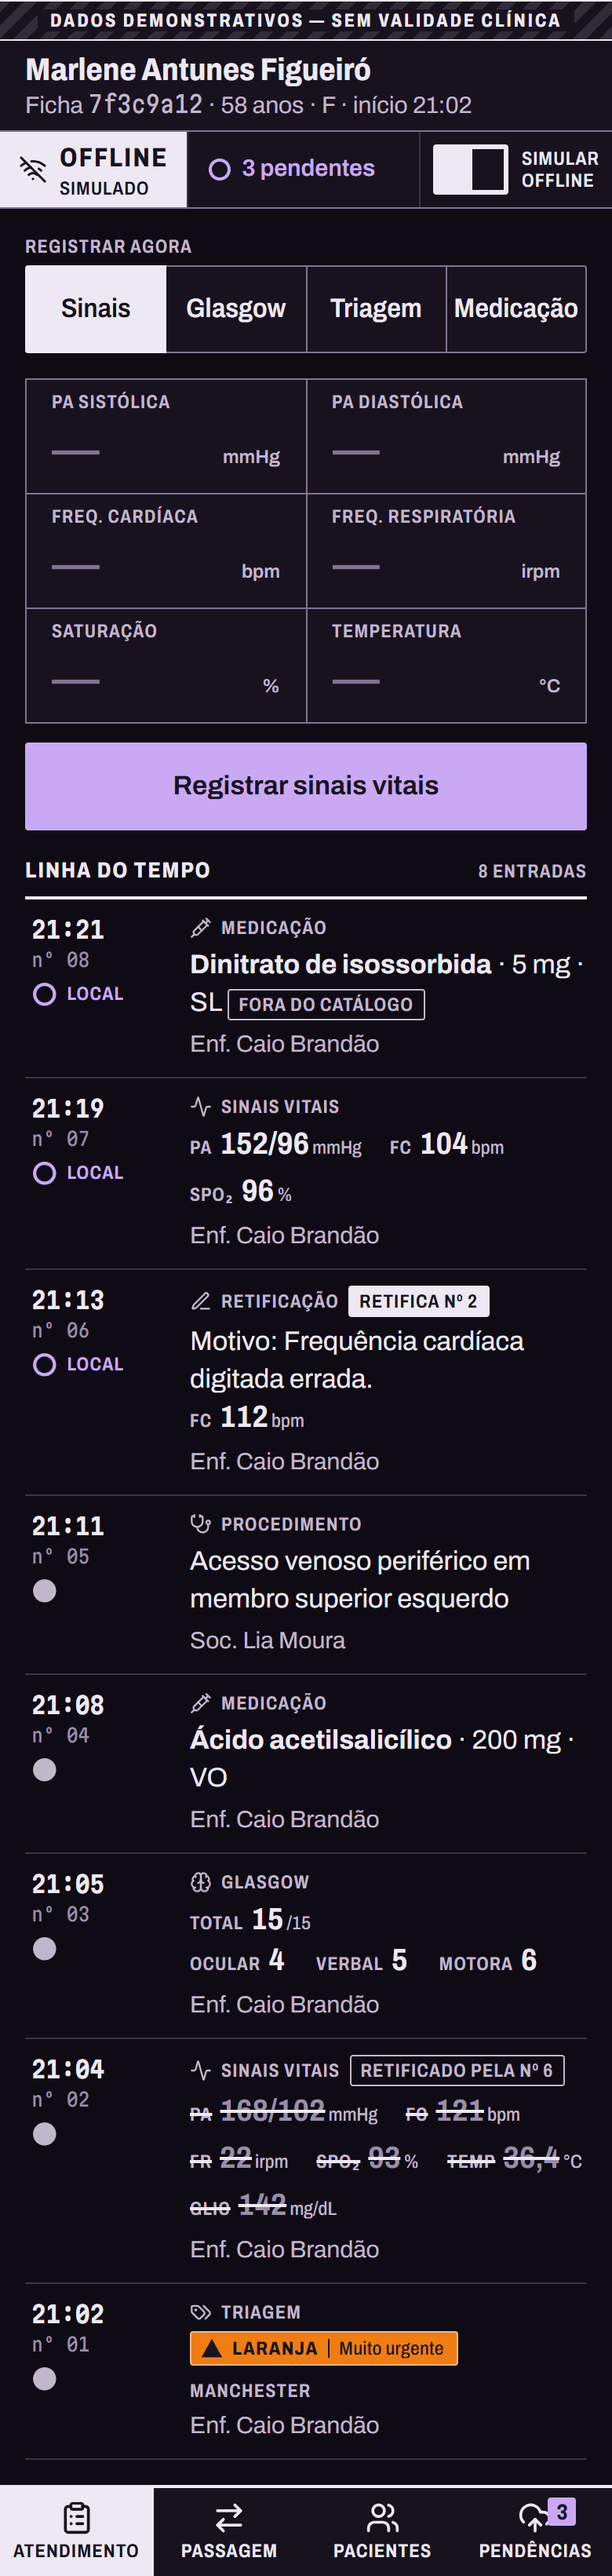 DADOS DEMONSTRATIVOS — SEM VALIDADE CLÍNICA
Marlene Antunes Figueiró
Ficha 7f3c9a12 · 58 anos · F · início 21:02
OFFLINE
SIMULADO
3 pendentes
SIMULAR
OFFLINE
REGISTRAR AGORA
Sinais Glasgow Triagem Medicação
PA SISTÓLICA PA DIASTÓLICA
— mmHg — mmHg
FREQ. CARDÍACA FREQ. RESPIRATÓRIA
— bpm — irpm
SATURAÇÃO TEMPERATURA
— % — °C
Registrar sinais vitais
LINHA DO TEMPO 8 ENTRADAS
21:21
nº 08
LOCAL
MEDICAÇÃO
Dinitrato de isossorbida · 5 mg ·
SL FORA DO CATÁLOGO
Enf. Caio Brandão
21:19
nº 07
LOCAL
SINAIS VITAIS
PA 152/96 mmHg FC 104 bpm
SPO₂ 96 %
Enf. Caio Brandão
21:13
nº 06
LOCAL
RETIFICAÇÃO RETIFICA Nº 2
Motivo: Frequência cardíaca
digitada errada.
FC 112 bpm
Enf. Caio Brandão
21:11
nº 05
PROCEDIMENTO
Acesso venoso periférico em
membro superior esquerdo
Soc. Lia Moura
21:08
nº 04
MEDICAÇÃO
Ácido acetilsalicílico · 200 mg ·
VO
Enf. Caio Brandão
21:05
nº 03
GLASGOW
TOTAL 15 /15
OCULAR 4 VERBAL 5 MOTORA 6
Enf. Caio Brandão
21:04
nº 02
SINAIS VITAIS RETIFICADO PELA Nº 6
PA 168/102 mmHg FC 121 bpm
FR 22 irpm SPO₂ 93 % TEMP 36,4 °C
GLIC 142 mg/dL
Enf. Caio Brandão
21:02
nº 01
TRIAGEM
LARANJA | Muito urgente
MANCHESTER
Enf. Caio Brandão
ATENDIMENTO PASSAGEM PACIENTES 3 PENDÊNCIAS